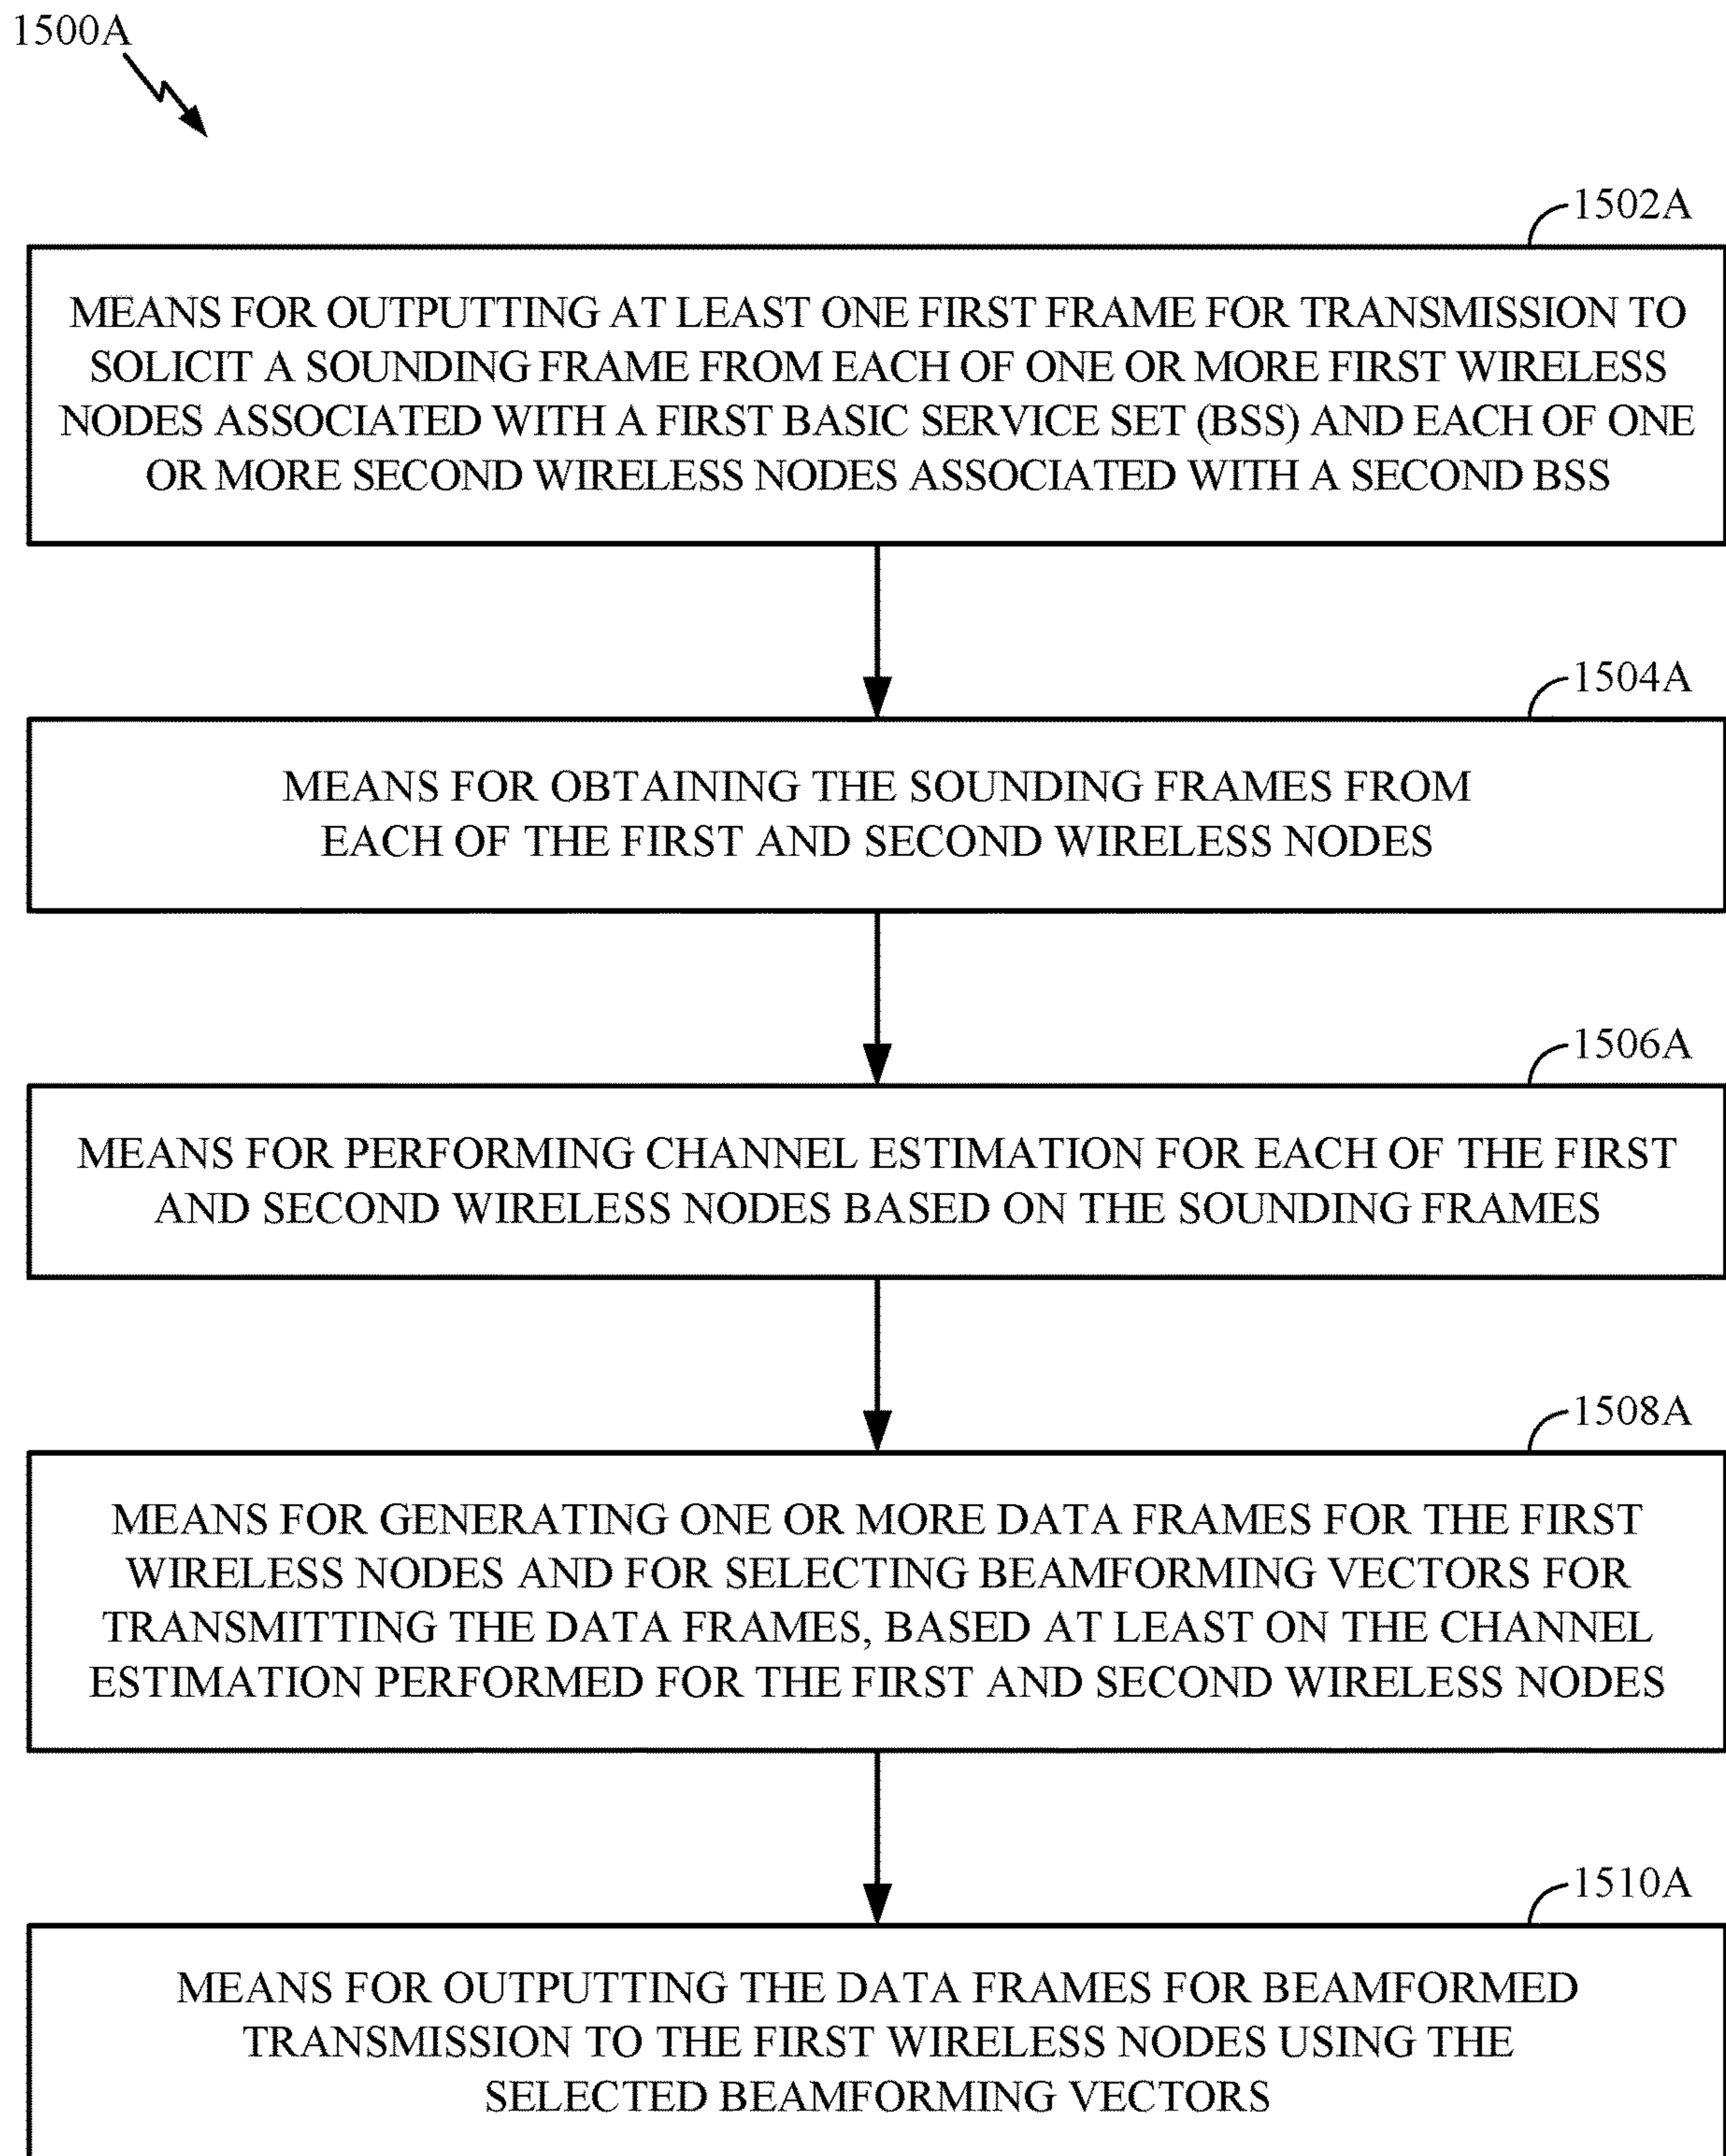 1500A
1502A
MEANS FOR OUTPUTTING AT LEAST ONE FIRST FRAME FOR TRANSMISSION TO
SOLICIT A SOUNDING FRAME FROM EACH OF ONE OR MORE FIRST WIRELESS
NODES ASSOCIATED WITH A FIRST BASIC SERVICE SET (BSS) AND EACH OF ONE
OR MORE SECOND WIRELESS NODES ASSOCIATED WITH A SECOND BSS
1504A
MEANS FOR OBTAINING THE SOUNDING FRAMES FROM
EACH OF THE FIRST AND SECOND WIRELESS NODES
1506A
MEANS FOR PERFORMING CHANNEL ESTIMATION FOR EACH OF THE FIRST
AND SECOND WIRELESS NODES BASED ON THE SOUNDING FRAMES
1508A
MEANS FOR GENERATING ONE OR MORE DATA FRAMES FOR THE FIRST
WIRELESS NODES AND FOR SELECTING BEAMFORMING VECTORS FOR
TRANSMITTING THE DATA FRAMES, BASED AT LEAST ON THE CHANNEL
ESTIMATION PERFORMED FOR THE FIRST AND SECOND WIRELESS NODES
1510A
MEANS FOR OUTPUTTING THE DATA FRAMES FOR BEAMFORMED
TRANSMISSION TO THE FIRST WIRELESS NODES USING THE
SELECTED BEAMFORMING VECTORS